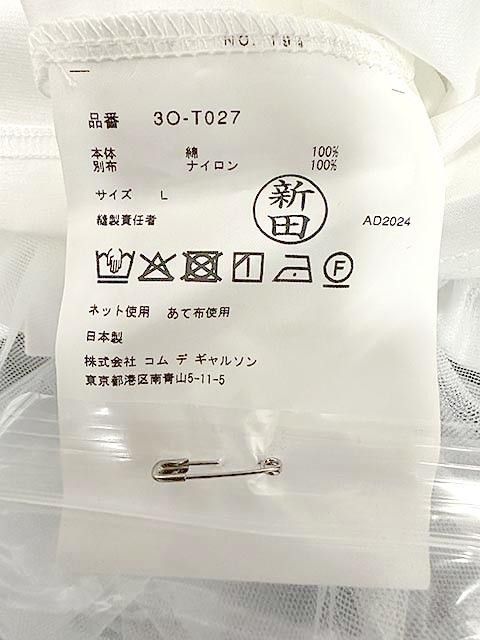 NO. 194
品番 3O-T027
本体 綿 100%
別布 ナイロン 100%
サイズ L
縫製責任者
新田
AD2024
F
ネット使用 あて布使用
日本製
株式会社 コム デ ギャルソン
東京都港区南青山5-11-5